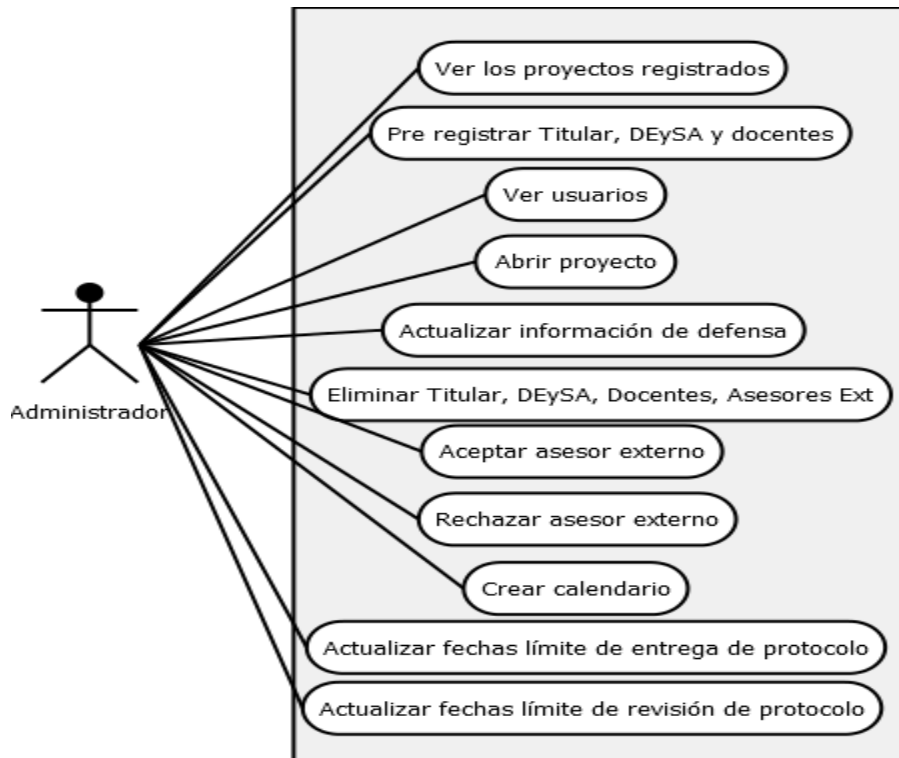 Ver los proyectos registrados
Pre registrar Titular, DEySA y docentes
Ver usuarios
Abrir proyecto
Actualizar información de defensa
Eliminar Titular, DEySA, Docentes, Asesores Ext
Administrador
Aceptar asesor externo
Rechazar asesor externo
Crear calendario
Actualizar fechas límite de entrega de protocolo
Actualizar fechas límite de revisión de protocolo